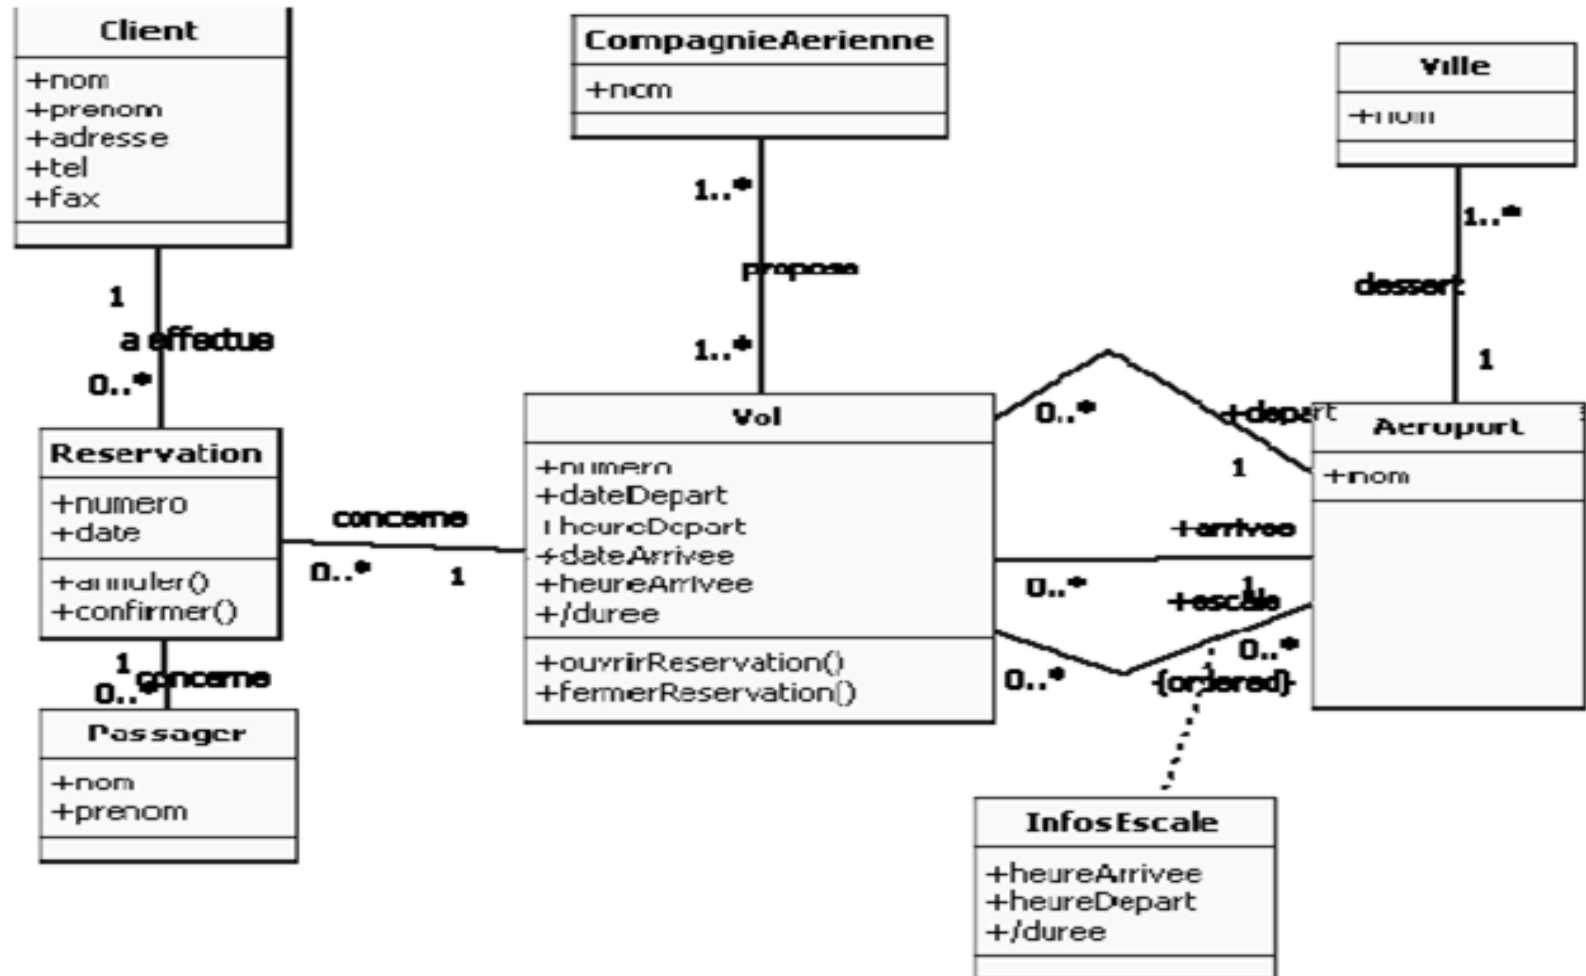 Client
+nom
+prenom
+adresse
+tel
+fax
1
a effectue
0..*
Reservation
+numero
+date
+annuler()
+confirmer()
1
concerne
0..*
Passager
+nom
+prenom
concerne
0..*
1
CompagnieAerienne
+nom
1..*
propose
1..*
Vol
+numero
+dateDepart
+heureDepart
+dateArrivee
+heureArrivee
+/duree
+ouvrirReservation()
+fermerReservation()
Ville
+nom
1..*
dessert
1
Aeroport
+nom
0..*
+depart
1
+arrivee
0..*
1
+escale
0..*
0..*
{ordered}
InfosEscale
+heureArrivee
+heureDepart
+/duree